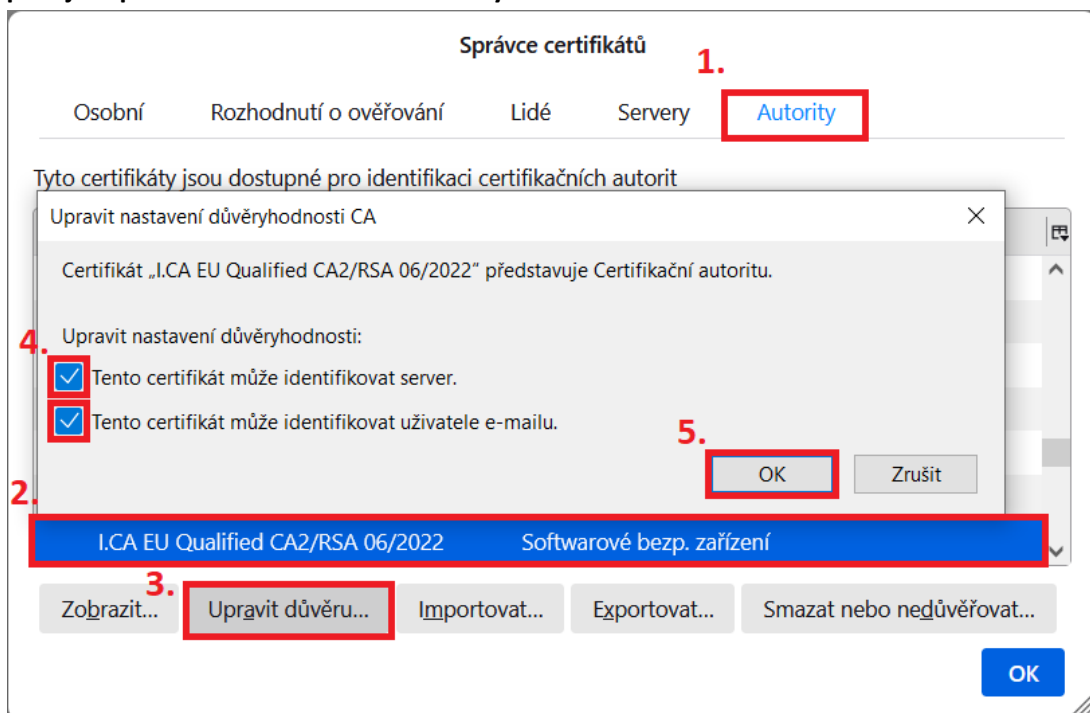 Správce certifikátů
1.
Osobní Rozhodnutí o ověřování Lidé Servery Autority
Tyto certifikáty jsou dostupné pro identifikaci certifikačních autorit
Upravit nastavení důvěryhodnosti CA
Certifikát „I.CA EU Qualified CA2/RSA 06/2022“ představuje Certifikační autoritu.
Upravit nastavení důvěryhodnosti:
4.
Tento certifikát může identifikovat server.
Tento certifikát může identifikovat uživatele e-mailu.
5.
OK Zrušit
2.
I.CA EU Qualified CA2/RSA 06/2022 Softwarové bezp. zařízení
3.
Zobrazit... Upravit důvěru... Importovat... Exportovat... Smazat nebo nedůvěřovat...
OK